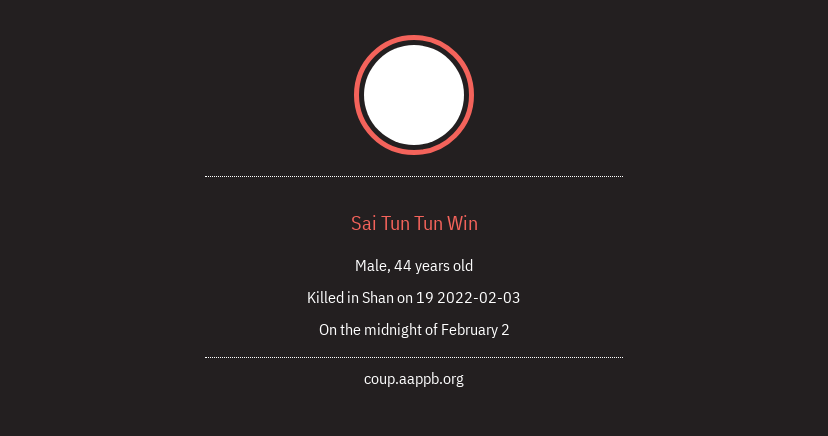 Sai Tun Tun Win
Male, 44 years old
Killed in Shan on 19 2022-02-03
On the midnight of February 2
coup.aappb.org